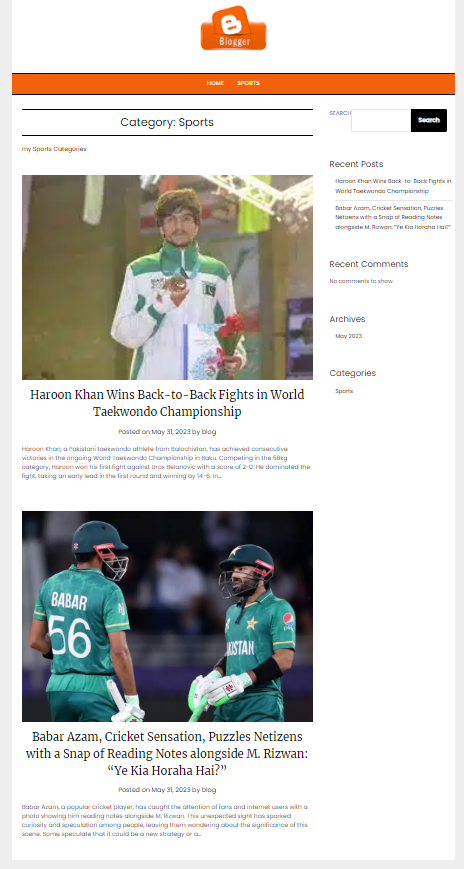 Blogger
HOME SPORTS
Category: Sports
my Sports Categories
Haroon Khan Wins Back-to-Back Fights in World
Taekwondo Championship
Posted on May 31, 2023 by blog
Haroon Khan, a Pakistani taekwondo athlete from Balochistan, has achieved consecutive
victories in the ongoing World Taekwondo Championship in Baku. Competing in the 58kg
category, Haroon won his first fight against Uros Belanovic with a score of 2-0. He dominated the
fight, taking an early lead in the first round and winning by 14-6. In…
BABAR
56
KISTAN
Babar Azam, Cricket Sensation, Puzzles Netizens
with a Snap of Reading Notes alongside M. Rizwan:
“Ye Kia Horaha Hai?”
Posted on May 31, 2023 by blog
Babar Azam, a popular cricket player, has caught the attention of fans and internet users with a
photo showing him reading notes alongside M. Rizwan. This unexpected sight has sparked
curiosity and speculation among people, leaving them wondering about the significance of this
scene. Some speculate that it could be a new strategy or a…
SEARCH
Search
Recent Posts
Haroon Khan Wins Back-to-Back Fights in
World Taekwondo Championship
Babar Azam, Cricket Sensation, Puzzles
Netizens with a Snap of Reading Notes
alongside M. Rizwan: “Ye Kia Horaha Hai?”
Recent Comments
No comments to show.
Archives
May 2023
Categories
Sports